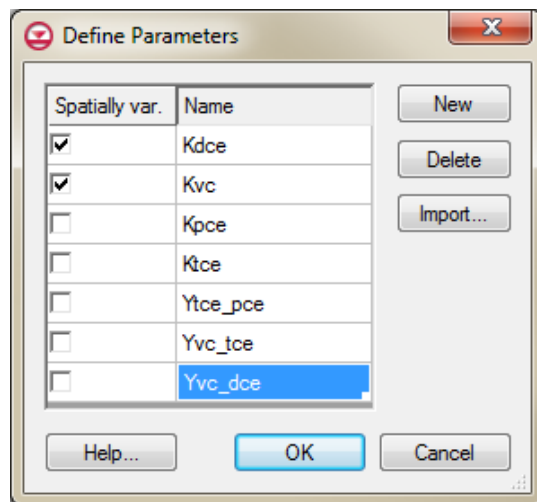 Define Parameters
Spatially var. Name
Kdce
Kvc
Kpce
Ktce
Ytce_pce
Yvc_tce
Yvc_dce
New
Delete
Import...
Help... OK Cancel